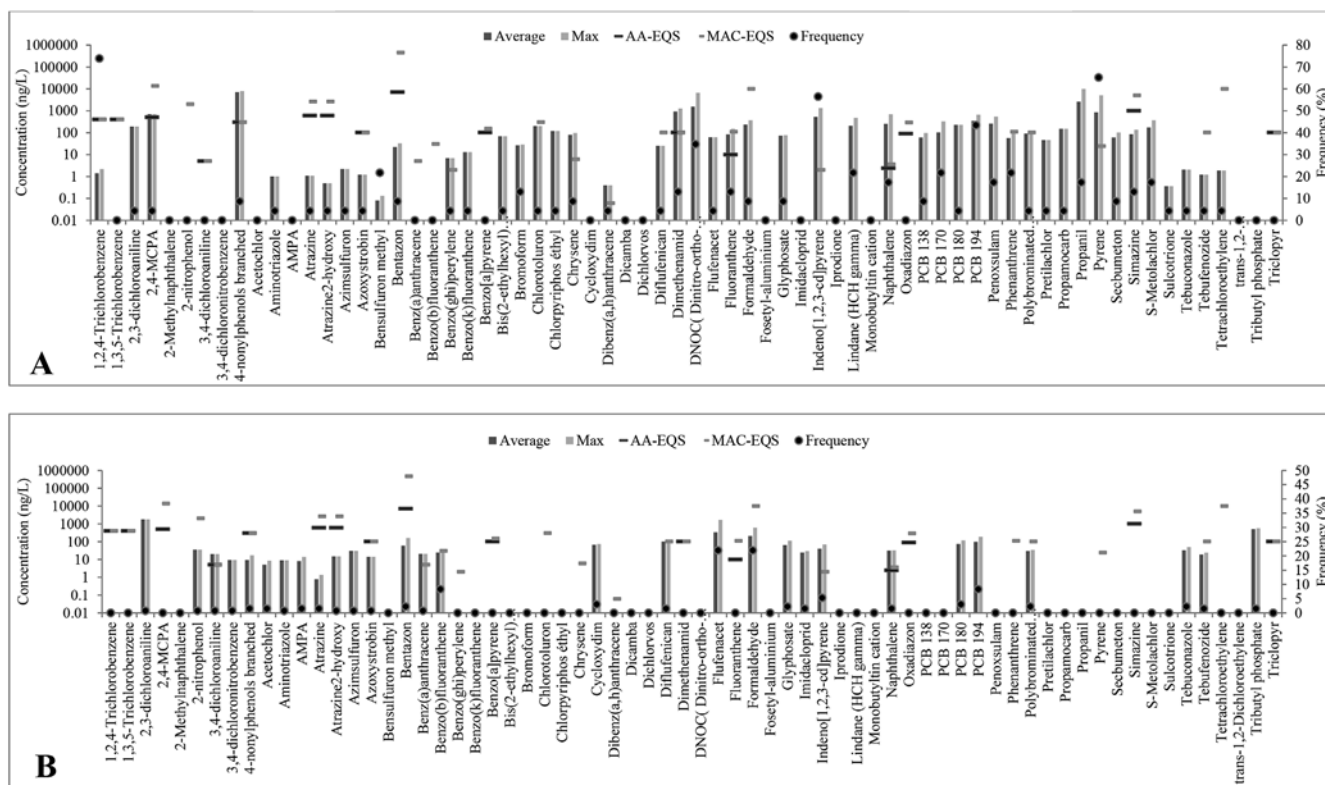 Average Max AA-EQS MAC-EQS Frequency
Concentration (ng/L)
1000000
100000
10000
1000
100
10
1
0.1
0.01
80
70
60
50
40
30
20
10
0
Frequency (%)
1,2,4-Trichlorobenzene
1,3,5-Trichlorobenzene
2,3-dichloroaniline
2,4-MCPA
2-Methylnaphthalene
2-nitrophenol
3,4-dichloroaniline
3,4-dichloronitrobenzene
4-nonylphenols branched
Acetochlor
Aminotriazole
AMPA
Atrazine
Atrazine2-hydroxy
Azimsulfuron
Azoxystrobin
Bensulfuron methyl
Bentazon
Benz(a)anthracene
Benzo(b)fluoranthene
Benzo(ghi)perylene
Benzo(k)fluoranthene
Benzo[a]pyrene
Bis(2-ethylhexyl)...
Bromoform
Chlorotoluron
Chlorpyriphos éthyl
Chrysene
Cycloxydim
Dibenz(a,h)anthracene
Dicamba
Dichlorvos
Diflufenican
Dimethenamid
DNOC( Dinitro-ortho-...
Flufenacet
Fluoranthene
Formaldehyde
Fosetyl-aluminium
Glyphosate
Imidacloprid
Indeno[1,2,3-cd]pyrene
Iprodione
Lindane (HCH gamma)
Monobutyltin cation
Naphthalene
Oxadiazon
PCB 138
PCB 170
PCB 180
PCB 194
Penoxsulam
Phenanthrene
Polybrominated...
Pretilachlor
Propamocarb
Propanil
Pyrene
Secbumeton
Simazine
S-Metolachlor
Sulcotrione
Tebuconazole
Tebufenozide
Tetrachloroethylene
trans-1,2-...
Tributyl phosphate
Triclopyr
A
Average Max AA-EQS MAC-EQS Frequency
Concentration (ng/L)
1000000
100000
10000
1000
100
10
1
0.1
0.01
50
45
40
35
30
25
20
15
10
5
0
Frequency (%)
1,2,4-Trichlorobenzene
1,3,5-Trichlorobenzene
2,3-dichloroaniline
2,4-MCPA
2-Methylnaphthalene
2-nitrophenol
3,4-dichloroaniline
3,4-dichloronitrobenzene
4-nonylphenols branched
Acetochlor
Aminotriazole
AMPA
Atrazine
Atrazine2-hydroxy
Azimsulfuron
Azoxystrobin
Bensulfuron methyl
Bentazon
Benz(a)anthracene
Benzo(b)fluoranthene
Benzo(ghi)perylene
Benzo(k)fluoranthene
Benzo[a]pyrene
Bis(2-ethylhexyl)...
Bromoform
Chlorotoluron
Chlorpyriphos éthyl
Chrysene
Cycloxydim
Dibenz(a,h)anthracene
Dicamba
Dichlorvos
Diflufenican
Dimethenamid
DNOC( Dinitro-ortho-...
Flufenacet
Fluoranthene
Formaldehyde
Fosetyl-aluminium
Glyphosate
Imidacloprid
Indeno[1,2,3-cd]pyrene
Iprodione
Lindane (HCH gamma)
Monobutyltin cation
Naphthalene
Oxadiazon
PCB 138
PCB 170
PCB 180
PCB 194
Penoxsulam
Phenanthrene
Polybrominated...
Pretilachlor
Propamocarb
Propanil
Pyrene
Secbumeton
Simazine
S-Metolachlor
Sulcotrione
Tebuconazole
Tebufenozide
Tetrachloroethylene
trans-1,2-Dichloroethylene
Tributyl phosphate
Triclopyr
B